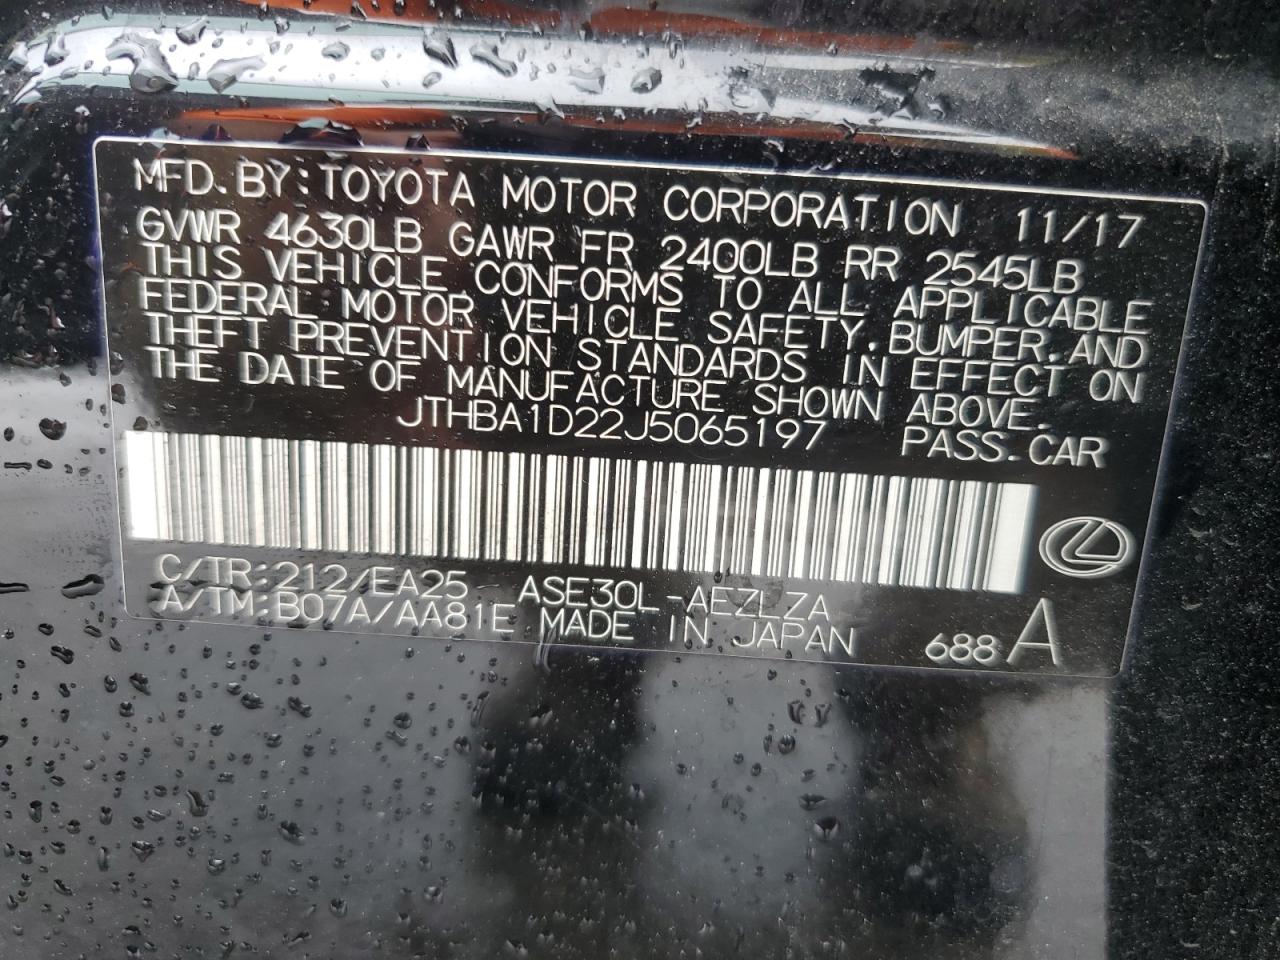 MFD. BY: TOYOTA MOTOR CORPORATION 11/17
GVWR 4630LB GAWR FR 2400LB RR 2545LB
THIS VEHICLE CONFORMS TO ALL APPLICABLE
FEDERAL MOTOR VEHICLE SAFETY, BUMPER, AND
THEFT PREVENTION STANDARDS IN EFFECT ON
THE DATE OF MANUFACTURE SHOWN ABOVE.
JTHBA1D22J5065197 PASS. CAR
C/TR: 212/EA25 ASE30L-AEZLZA
A/TM: B07A/AA81E MADE IN JAPAN 688 A